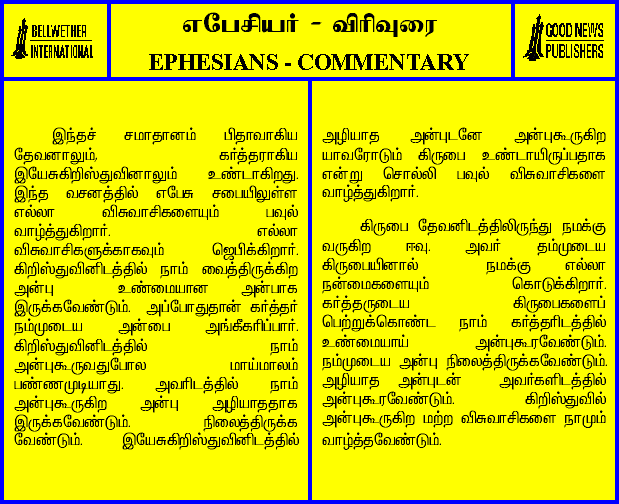 BELLWETHER
INTERNATIONAL
எபேசியர் - விரிவுரை
EPHESIANS - COMMENTARY
GOOD NEWS
PUBLISHERS
இந்தச் சமாதானம் பிதாவாகிய
தேவனாலும், கர்த்தராகிய
இயேசுகிறிஸ்துவினாலும் உண்டாகிறது.
இந்த வசனத்தில் எபேசு சபையிலுள்ள
எல்லா விசுவாசிகளையும் பவுல்
வாழ்த்துகிறார். எல்லா
விசுவாசிகளுக்காகவும் ஜெபிக்கிறார்.
கிறிஸ்துவினிடத்தில் நாம் வைத்திருக்கிற
அன்பு உண்மையான அன்பாக
இருக்கவேண்டும். அப்போதுதான் கர்த்தர்
நம்முடைய அன்பை அங்கீகரிப்பார்.
கிறிஸ்துவினிடத்தில் நாம்
அன்புகூருவதுபோல மாய்மாலம்
பண்ணமுடியாது. அவரிடத்தில் நாம்
அன்புகூருகிற அன்பு அழியாததாக
இருக்கவேண்டும். நிலைத்திருக்க
வேண்டும். இயேசுகிறிஸ்துவினிடத்தில்
அழியாத அன்புடனே அன்புகூருகிற
யாவரோடும் கிருபை உண்டாயிருப்பதாக
என்று சொல்லி பவுல் விசுவாசிகளை
வாழ்த்துகிறார்.
கிருபை தேவனிடத்திலிருந்து நமக்கு
வருகிற ஈவு. அவர் தம்முடைய
கிருபையினால் நமக்கு எல்லா
நன்மைகளையும் கொடுக்கிறார்.
கர்த்தருடைய கிருபைகளைப்
பெற்றுக்கொண்ட நாம் கர்த்தரிடத்தில்
உண்மையாய் அன்புகூரவேண்டும்.
நம்முடைய அன்பு நிலைத்திருக்கவேண்டும்.
அழியாத அன்புடன் அவர்களிடத்தில்
அன்புகூரவேண்டும். கிறிஸ்துவில்
அன்புகூருகிற மற்ற விசுவாசிகளை நாமும்
வாழ்த்தவேண்டும்.